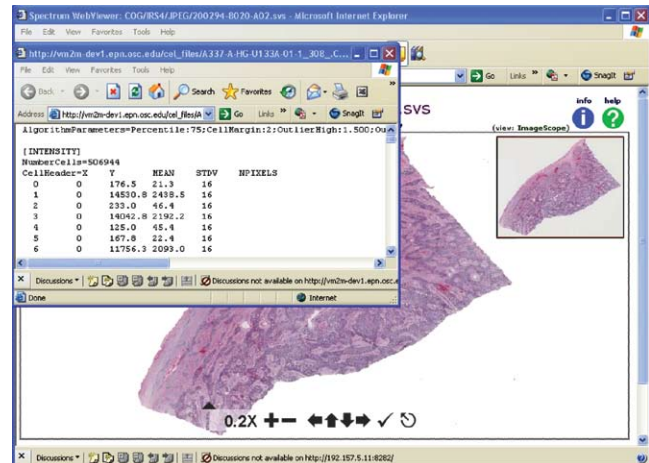 Spectrum WebViewer: COG/IRS4/JPEG/200294-B020-A02.svs - Microsoft Internet Explorer
File Edit View Favorites Tools Help
http://vm2m-dev1.epn.osc.edu/cel_files/A337-A-HG-U133A-01-1_308_.C...
File Edit View Favorites Tools Help
Back Search Favorites
Go Links SnagIt
Address http://vm2m-dev1.epn.osc.edu/cel_files/A Go Links SnagIt
.svs
info help
(view: ImageScope)
AlgorithmParameters=Percentile:75;CellMargin:2;OutlierHigh:1.500;Ou
[INTENSITY]
NumberCells=506944
CellHeader=X Y MEAN STDV NPIXELS
0 0 176.5 21.3 16
1 0 14530.8 2438.5 16
2 0 233.0 46.4 16
3 0 14042.8 2192.2 16
4 0 125.0 45.4 16
5 0 167.8 22.4 16
6 0 11756.3 2093.0 16
Discussions Discussions not available on http://vm2m-dev1.epn.osc.e
Done Internet
0.2X
Discussions Discussions not available on http://192.157.5.11:8282/